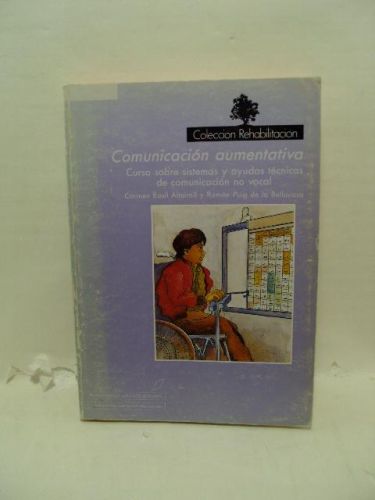 Colección Rehabilitación
Comunicación aumentativa
Curso sobre sistemas y ayudas técnicas
de comunicación no vocal
Carmen Basil Almirall y Ramón Puig de la Bellacasa